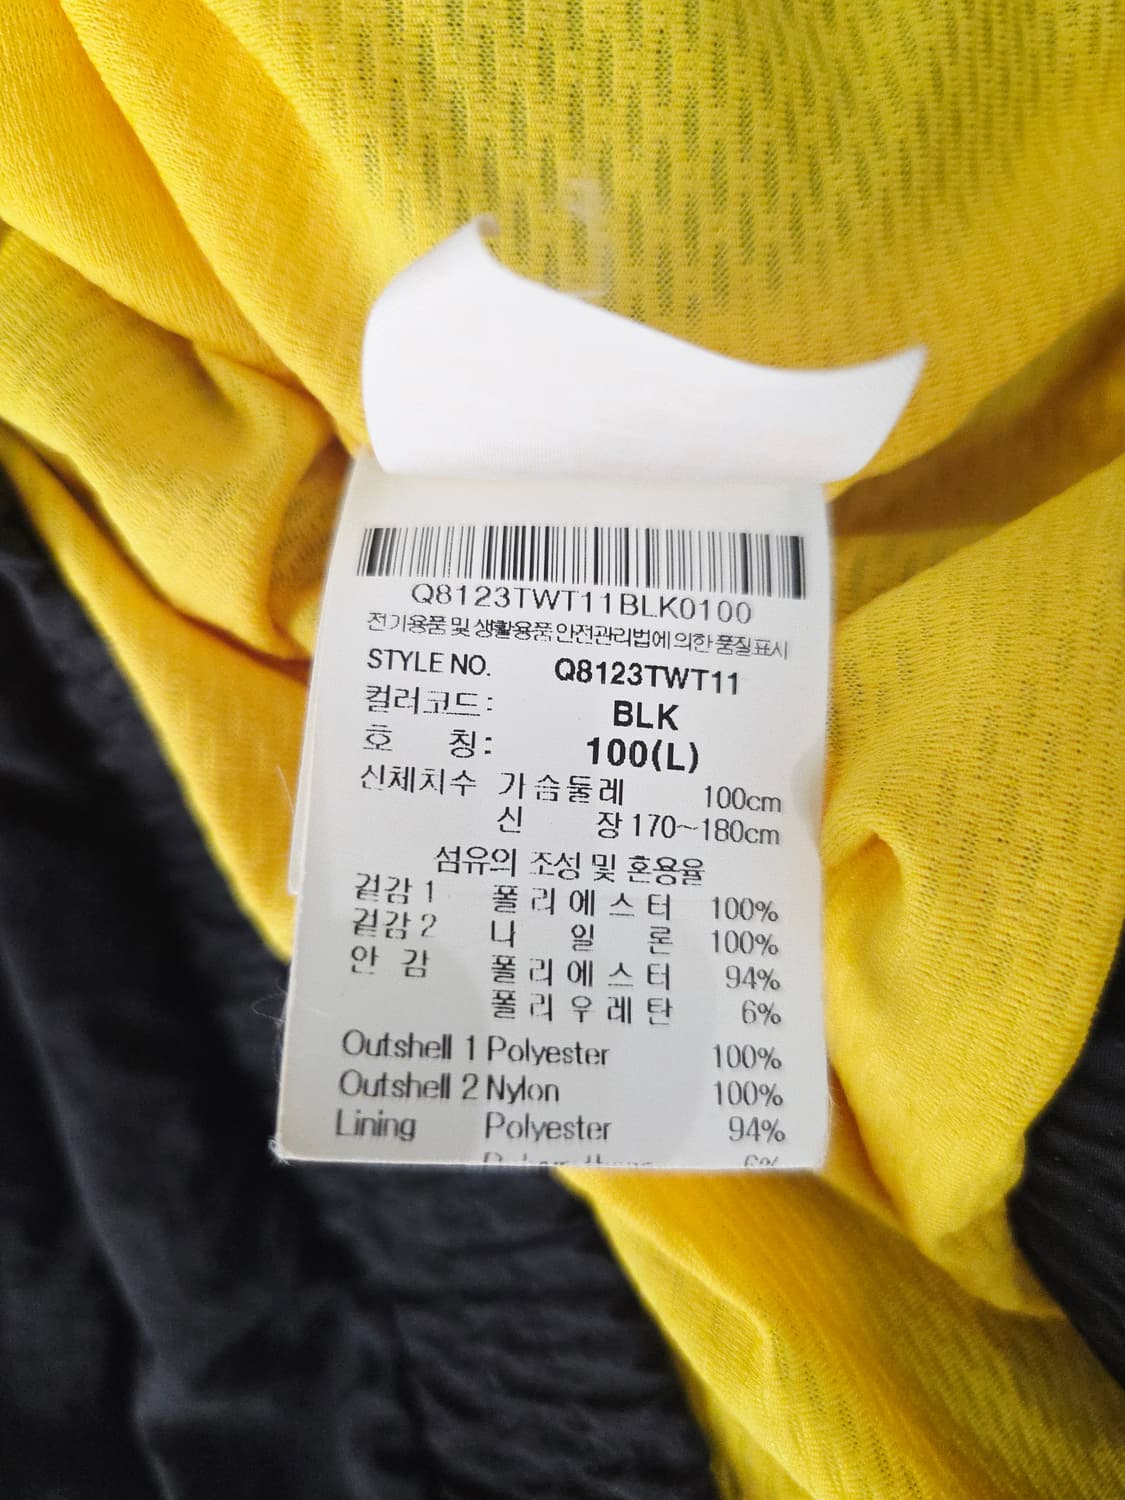 Q8123TWT11BLK0100
전기용품 및 생활용품 안전관리법에 의한 품질표시
STYLE NO. Q8123TWT11
컬러코드: BLK
호 칭: 100(L)
신체치수 가슴둘레 100cm
신 장 170~180cm
섬유의 조성 및 혼용율
겉감 1 폴리에스터 100%
겉감 2 나 일 론 100%
안 감 폴리에스터 94%
폴리우레탄 6%
Outshell 1 Polyester 100%
Outshell 2 Nylon 100%
Lining Polyester 94%